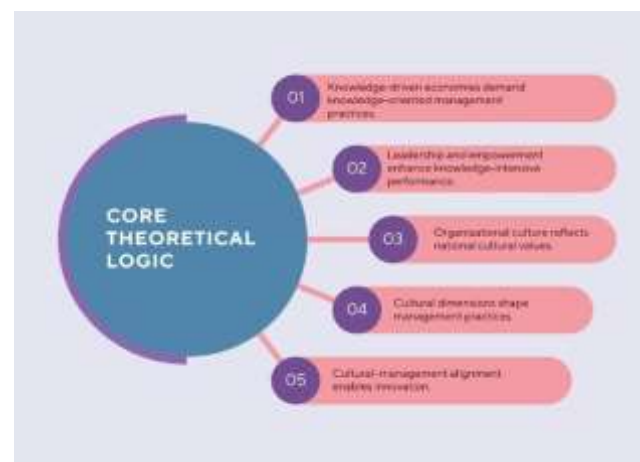 CORE
THEORETICAL
LOGIC
01
Knowledge-driven economies demand
knowledge-oriented management
practices.
02
Leadership and empowerment
enhance knowledge-intensive
performance.
03
Organisational culture reflects
national cultural values.
04
Cultural dimensions shape
management practices.
05
Cultural-management alignment
enables innovation.